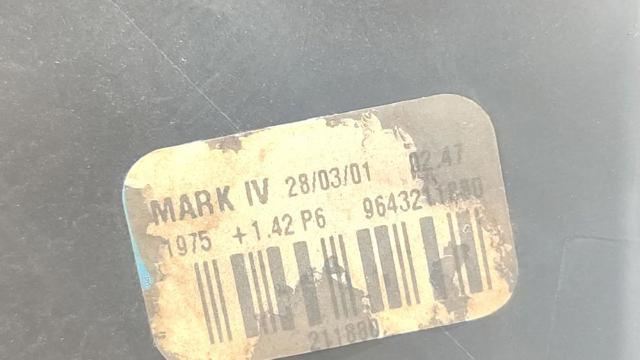 MARK IV 28/03/01 02.47
1975 +1.42 P6 9643211880
211880